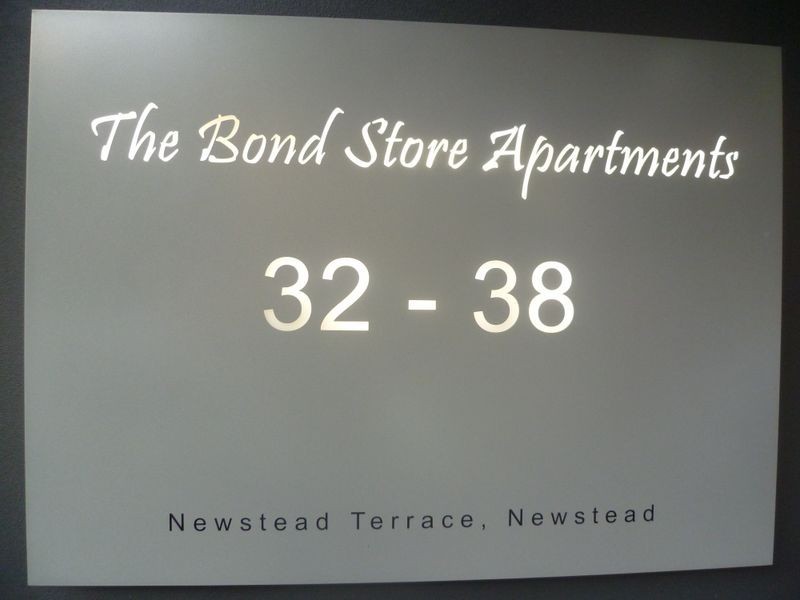 The Bond Store Apartments
32 - 38
Newstead Terrace, Newstead